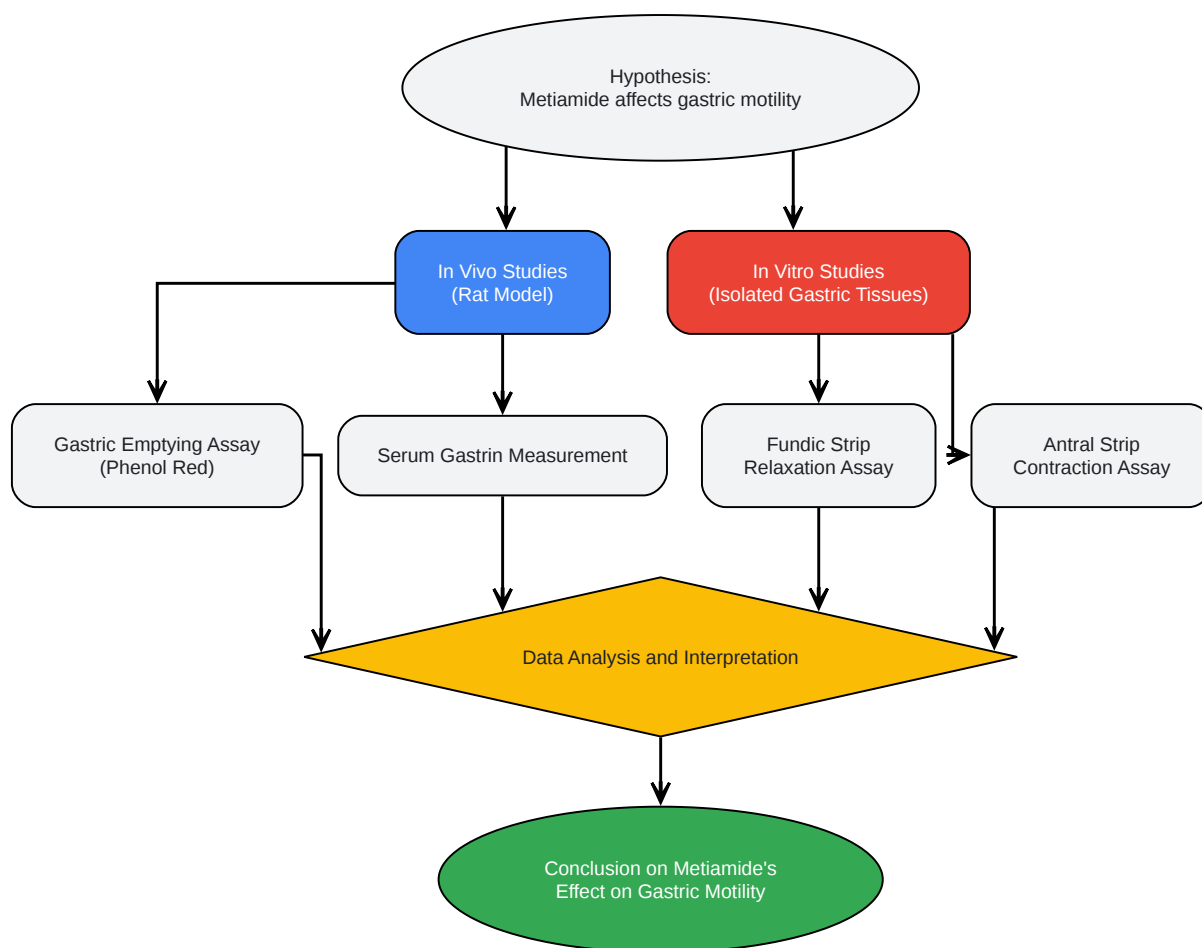 Hypothesis:
Metiamide affects gastric motility
In Vivo Studies
(Rat Model)
In Vitro Studies
(Isolated Gastric Tissues)
Gastric Emptying Assay
(Phenol Red)
Serum Gastrin Measurement
Fundic Strip
Relaxation Assay
Antral Strip
Contraction Assay
Data Analysis and Interpretation
Conclusion on Metiamide's
Effect on Gastric Motility